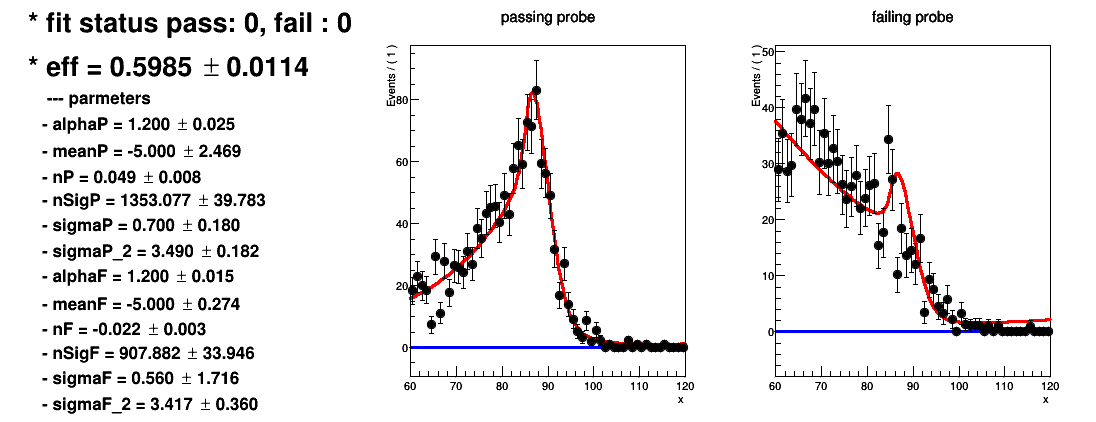 * fit status pass: 0, fail : 0
* eff = 0.5985 ± 0.0114
--- parmeters
- alphaP = 1.200 ± 0.025
- meanP = -5.000 ± 2.469
- nP = 0.049 ± 0.008
- nSigP = 1353.077 ± 39.783
- sigmaP = 0.700 ± 0.180
- sigmaP_2 = 3.490 ± 0.182
- alphaF = 1.200 ± 0.015
- meanF = -5.000 ± 0.274
- nF = -0.022 ± 0.003
- nSigF = 907.882 ± 33.946
- sigmaF = 0.560 ± 1.716
- sigmaF_2 = 3.417 ± 0.360
passing probe
Events / ( 1 )
80
60
40
20
0
60 70 80 90 100 110 120
x
failing probe
Events / ( 1 )
50
40
30
20
10
0
60 70 80 90 100 110 120
x